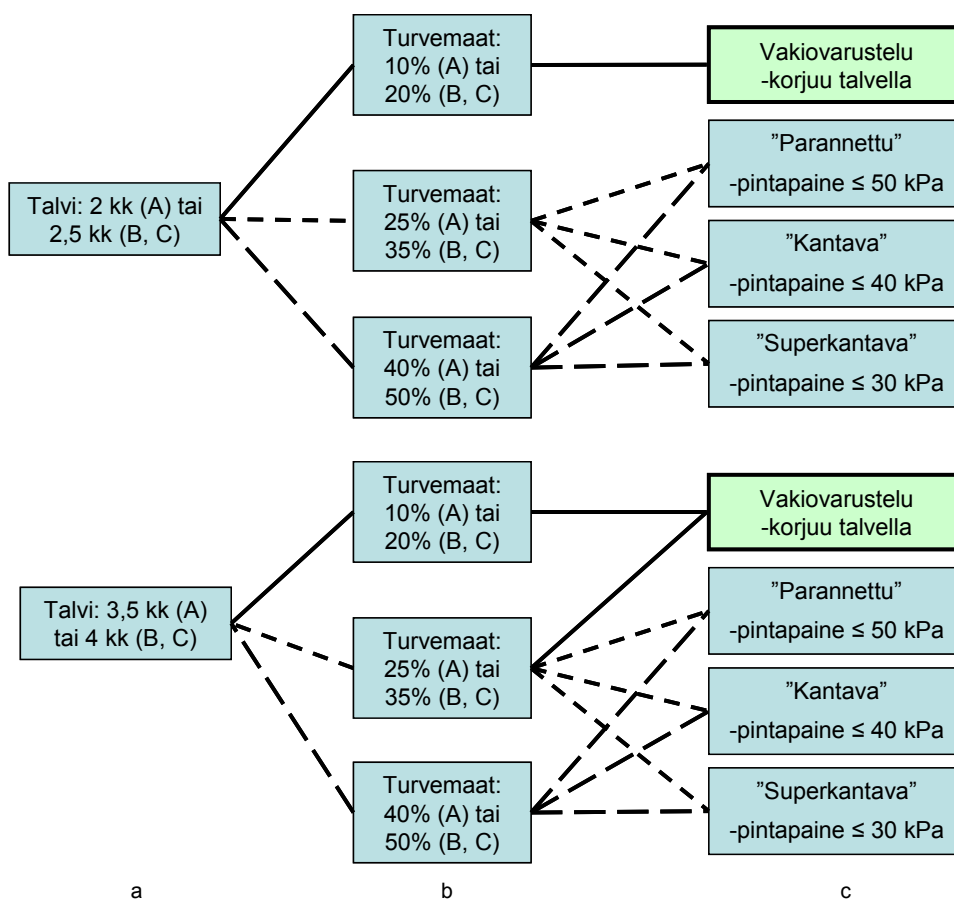 Turvemaat:
10% (A) tai
20% (B, C)
Vakiovarustelu
-korjuu talvella
”Parannettu”
-pintapaine ≤ 50 kPa
Talvi: 2 kk (A) tai
2,5 kk (B, C)
Turvemaat:
25% (A) tai
35% (B, C)
”Kantava”
-pintapaine ≤ 40 kPa
Turvemaat:
40% (A) tai
50% (B, C)
”Superkantava”
-pintapaine ≤ 30 kPa
Turvemaat:
10% (A) tai
20% (B, C)
Vakiovarustelu
-korjuu talvella
Talvi: 3,5 kk (A)
tai 4 kk (B, C)
”Parannettu”
-pintapaine ≤ 50 kPa
Turvemaat:
25% (A) tai
35% (B, C)
”Kantava”
-pintapaine ≤ 40 kPa
Turvemaat:
40% (A) tai
50% (B, C)
”Superkantava”
-pintapaine ≤ 30 kPa
a
b
c